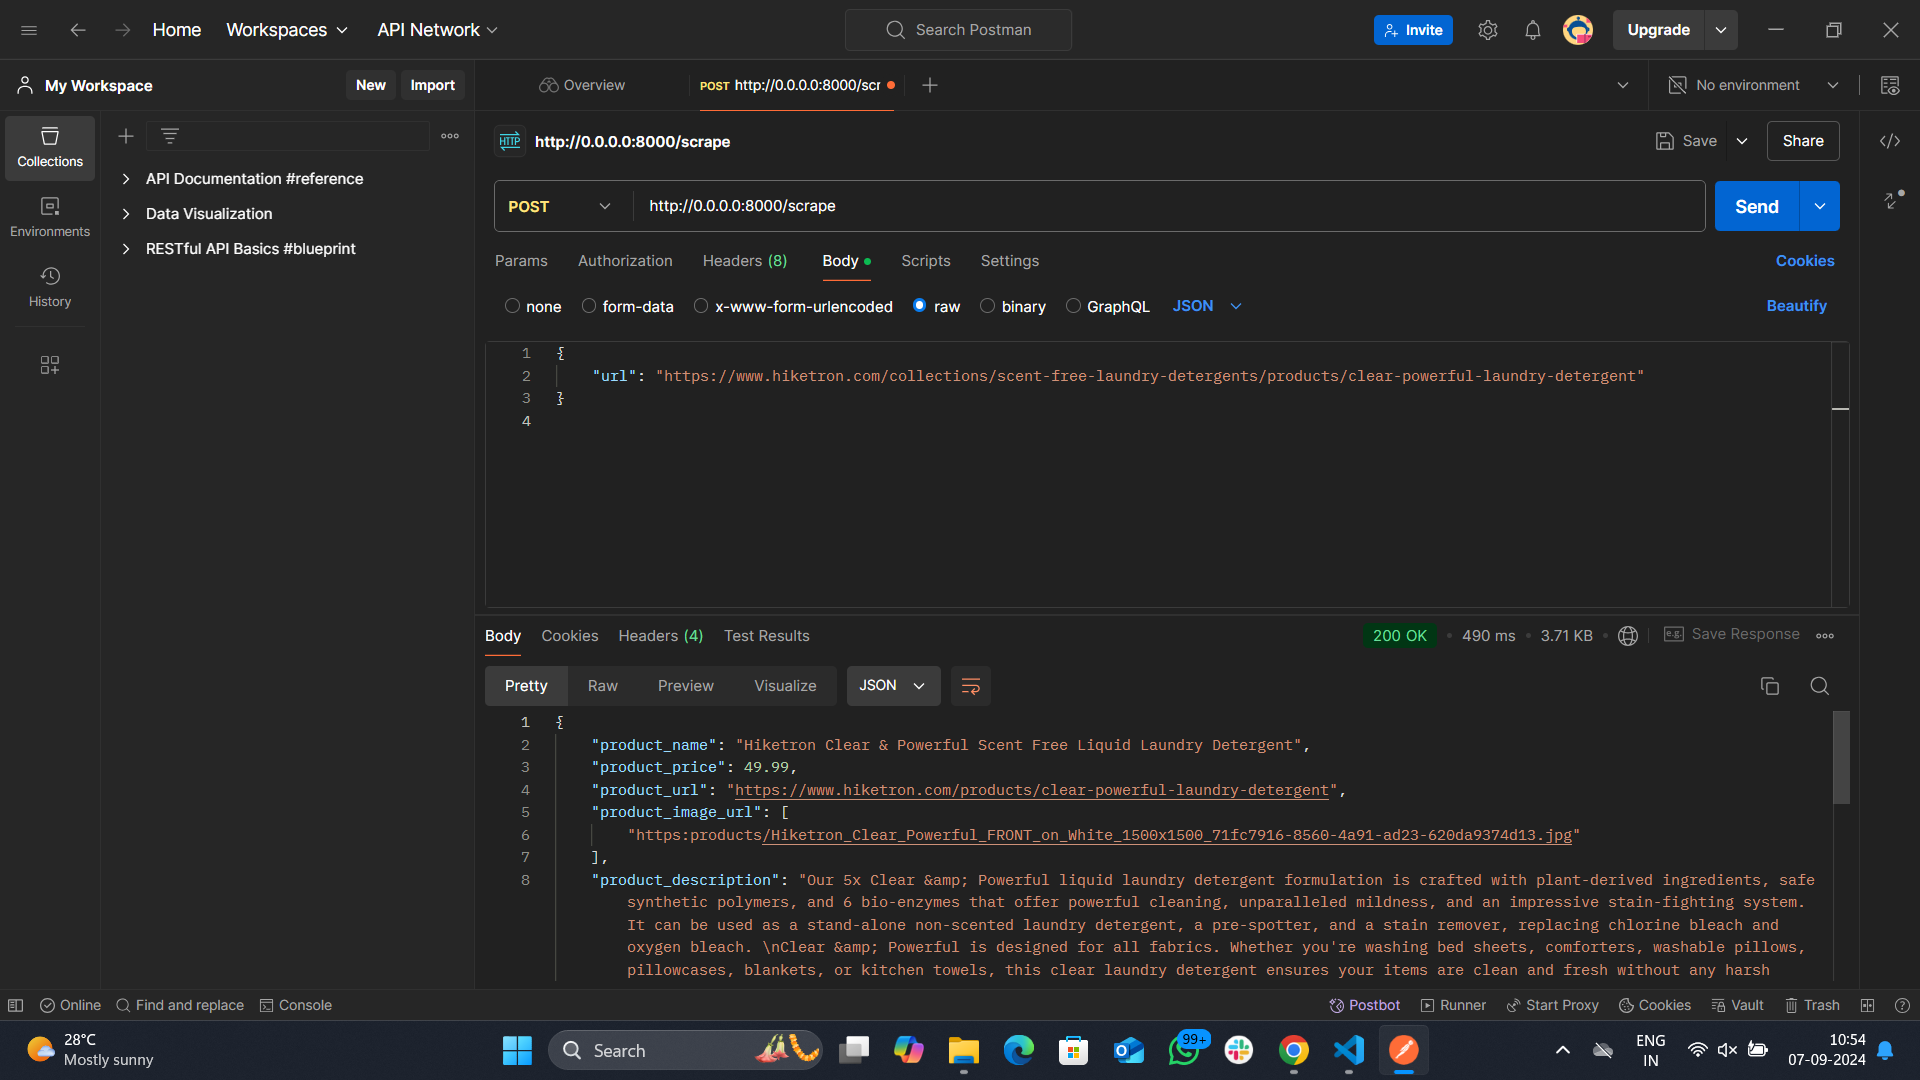 Home
Workspaces
API Network
Search Postman
Invite
Upgrade
My Workspace
New
Import
Overview
POST http://0.0.0.0:8000/scr
No environment
Collections
Environments
History
API Documentation #reference
Data Visualization
RESTful API Basics #blueprint
HTTP http://0.0.0.0:8000/scrape
Save
Share
POST
http://0.0.0.0:8000/scrape
Send
Params
Authorization
Headers (8)
Body
Scripts
Settings
Cookies
none
form-data
x-www-form-urlencoded
raw
binary
GraphQL
JSON
Beautify
1 {
2 "url": "https://www.hiketron.com/collections/scent-free-laundry-detergents/products/clear-powerful-laundry-detergent"
3 }
4
Body
Cookies
Headers (4)
Test Results
200 OK
490 ms
3.71 KB
e.g. Save Response
Pretty
Raw
Preview
Visualize
JSON
1 {
2 "product_name": "Hiketron Clear & Powerful Scent Free Liquid Laundry Detergent",
3 "product_price": 49.99,
4 "product_url": "https://www.hiketron.com/products/clear-powerful-laundry-detergent",
5 "product_image_url": [
6 "https:products/Hiketron_Clear_Powerful_FRONT_on_White_1500x1500_71fc7916-8560-4a91-ad23-620da9374d13.jpg"
7 ],
8 "product_description": "Our 5x Clear &amp; Powerful liquid laundry detergent formulation is crafted with plant-derived ingredients, safe
synthetic polymers, and 6 bio-enzymes that offer powerful cleaning, unparalleled mildness, and an impressive stain-fighting system.
It can be used as a stand-alone non-scented laundry detergent, a pre-spotter, and a stain remover, replacing chlorine bleach and
oxygen bleach. \nClear &amp; Powerful is designed for all fabrics. Whether you're washing bed sheets, comforters, washable pillows,
pillowcases, blankets, or kitchen towels, this clear laundry detergent ensures your items are clean and fresh without any harsh
Online
Find and replace
Console
Postbot
Runner
Start Proxy
Cookies
Vault
Trash
28°C
Mostly sunny
Search
99+
ENG
IN
10:54
07-09-2024